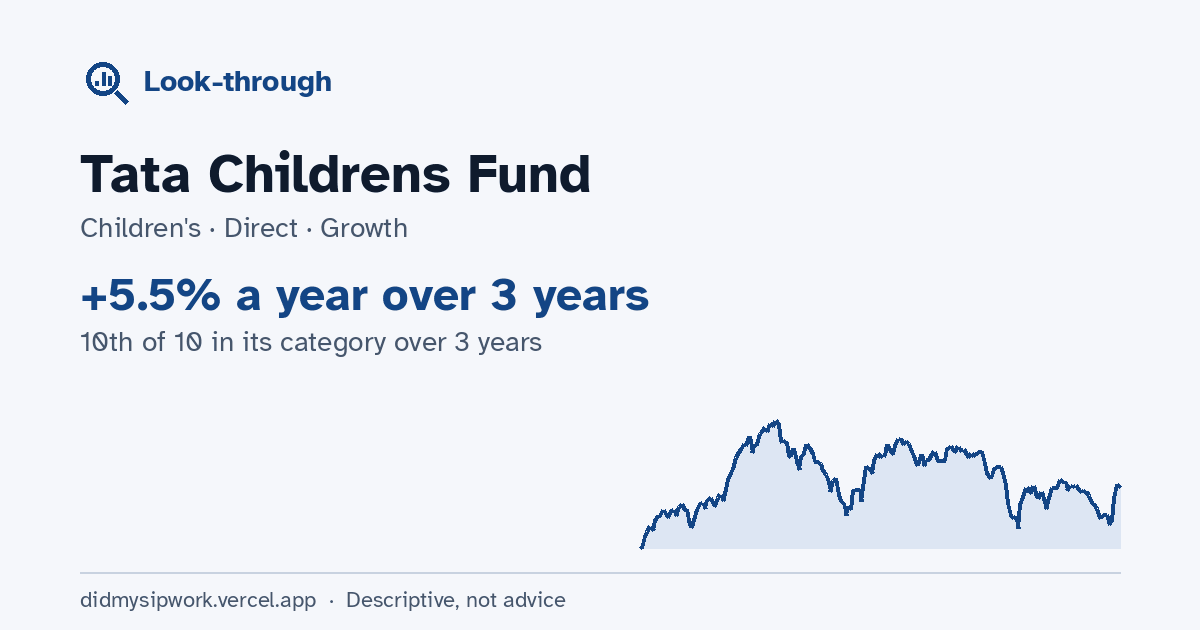 Look-through
Tata Childrens Fund
Children's · Direct · Growth
+5.5% a year over 3 years
10th of 10 in its category over 3 years
didmysipwork.vercel.app · Descriptive, not advice